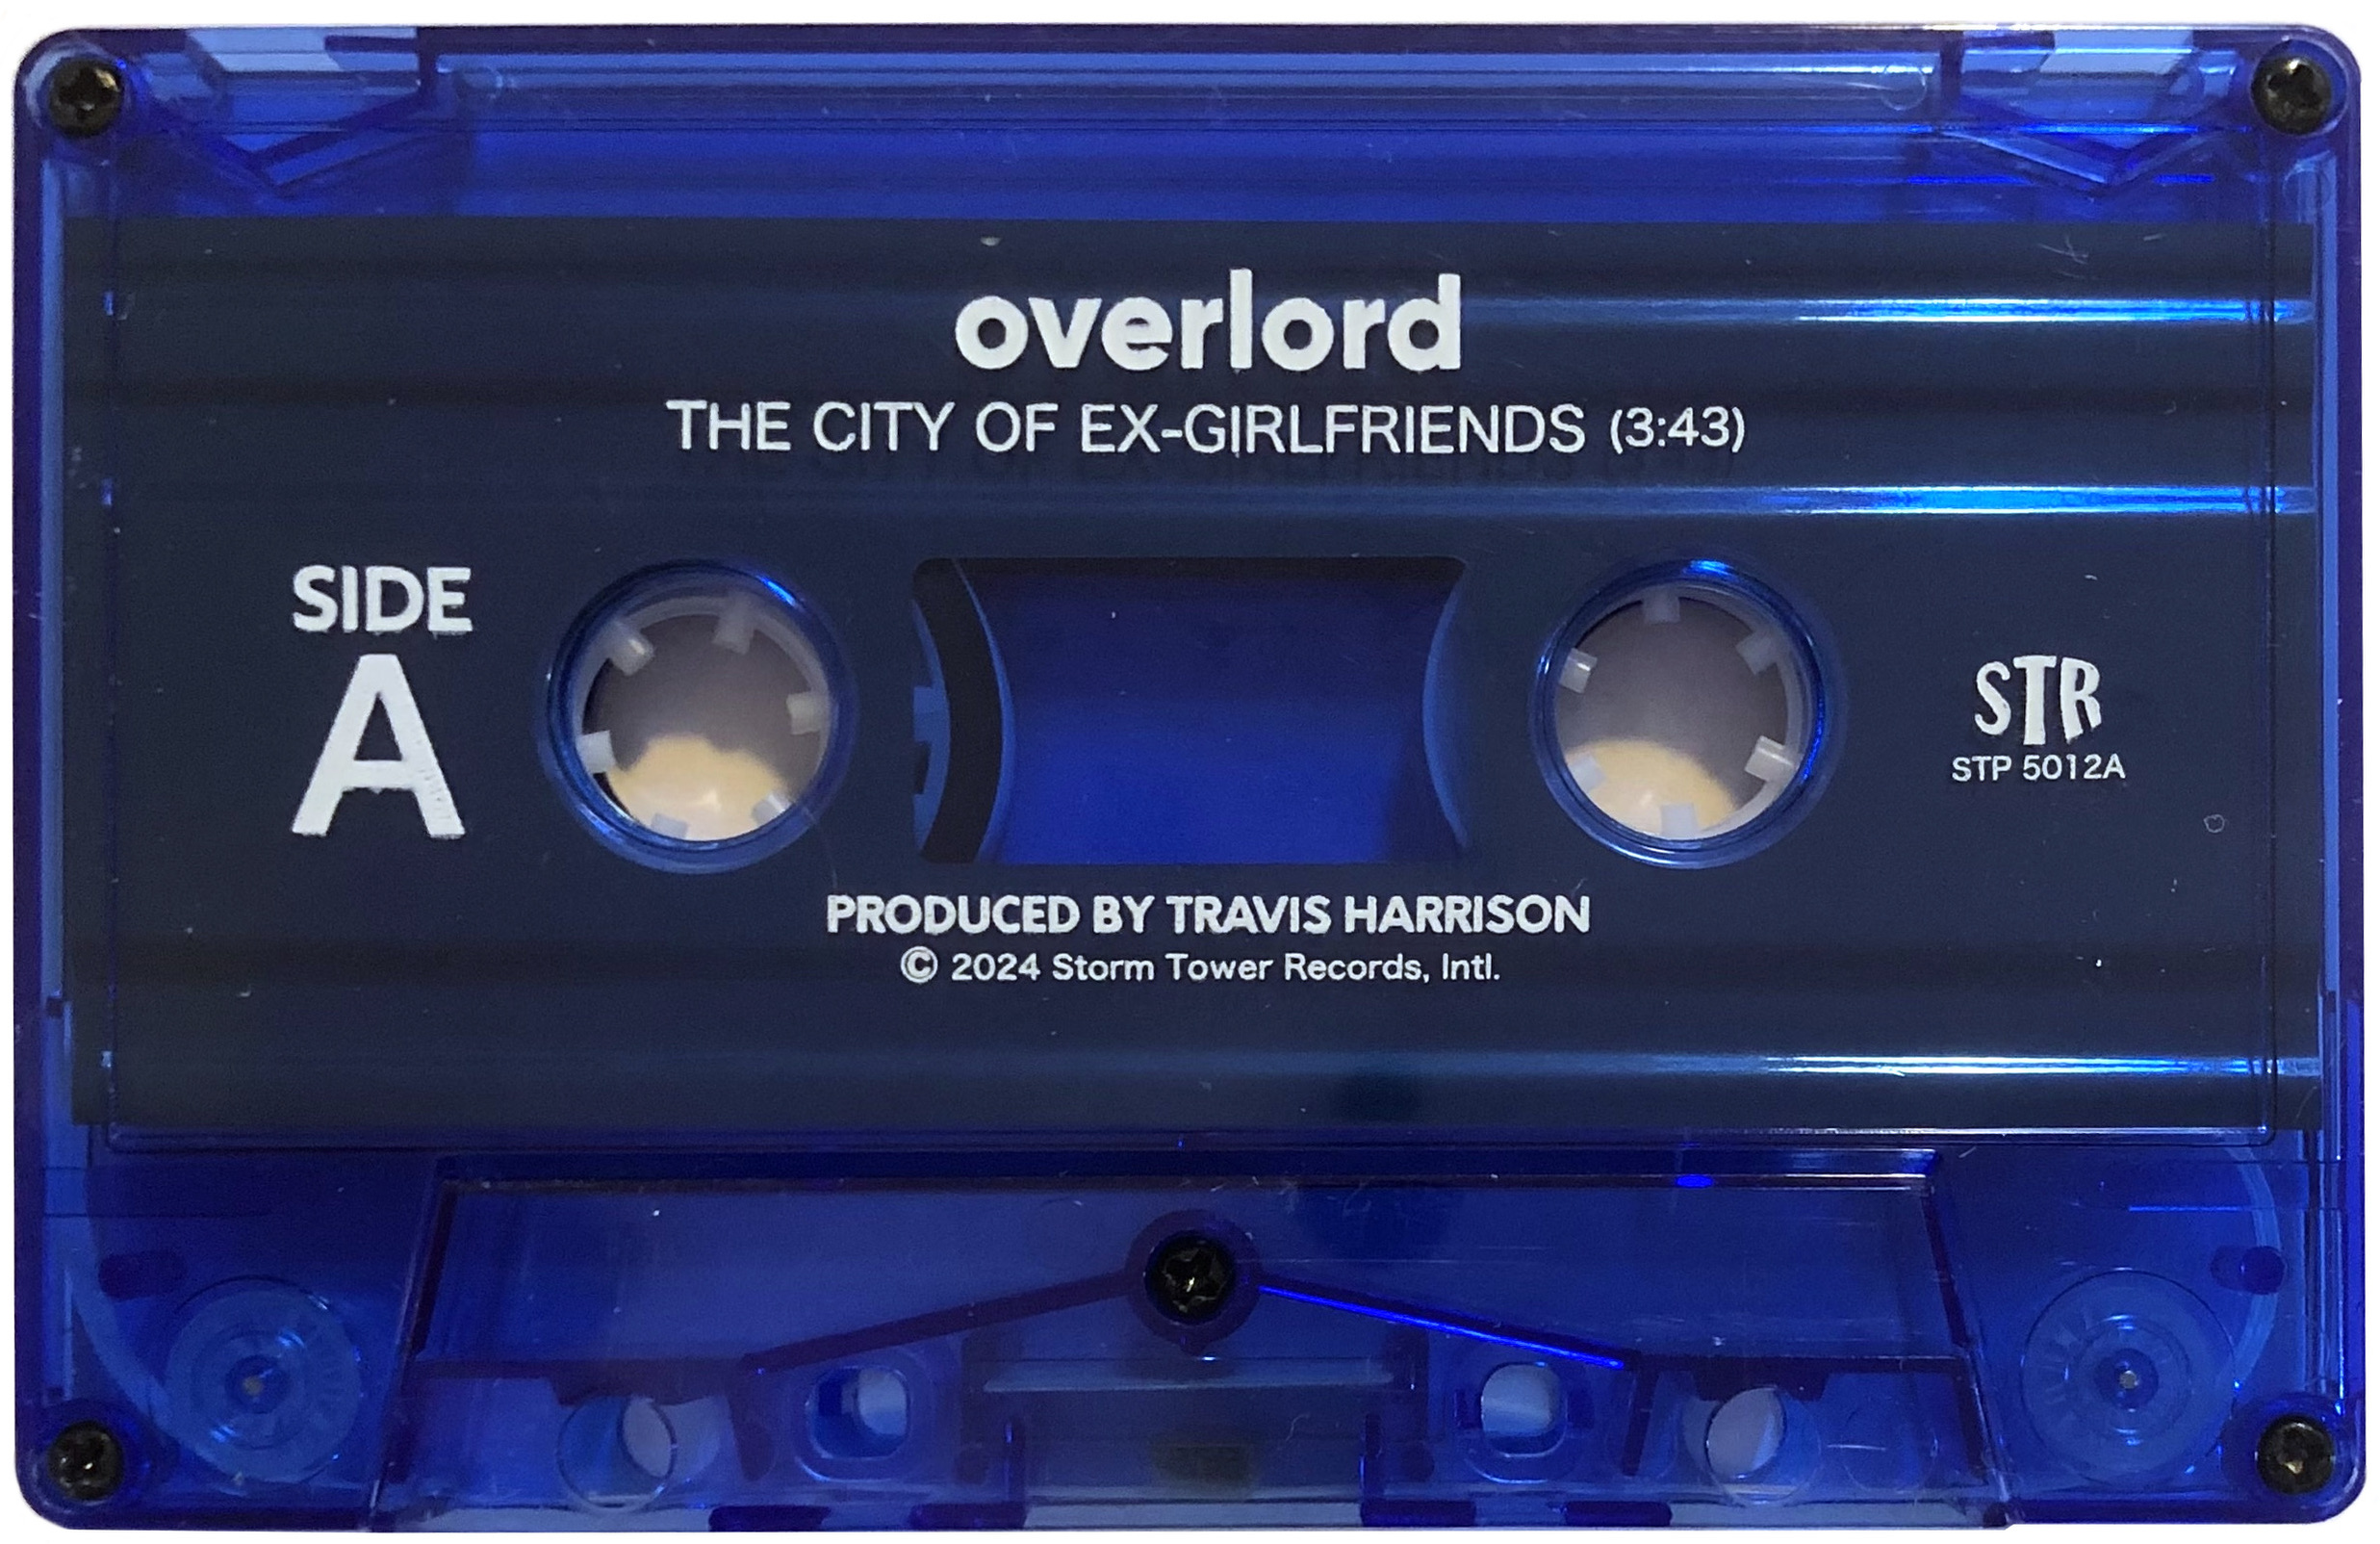 overlord
THE CITY OF EX-GIRLFRIENDS (3:43)
SIDE
A
STR
STP 5012A
PRODUCED BY TRAVIS HARRISON
© 2024 Storm Tower Records, Intl.